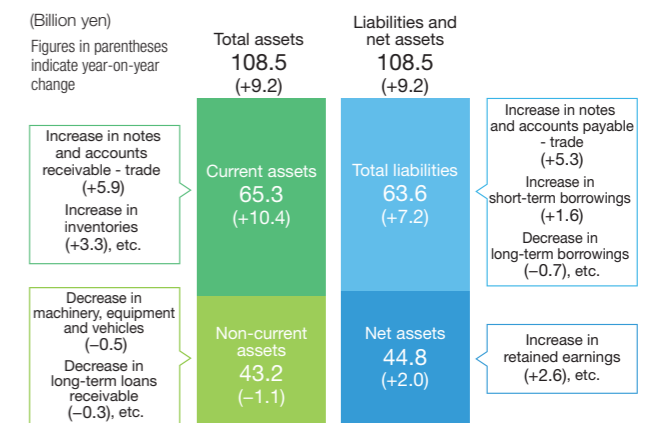 (Billion yen)
Figures in parentheses
indicate year-on-year
change
Total assets
108.5
(+9.2)
Liabilities and
net assets
108.5
(+9.2)
Increase in notes
and accounts
receivable - trade
(+5.9)
Increase in
inventories
(+3.3), etc.
Current assets
65.3
(+10.4)
Total liabilities
63.6
(+7.2)
Increase in notes
and accounts payable
- trade
(+5.3)
Increase in
short-term borrowings
(+1.6)
Decrease in
long-term borrowings
(−0.7), etc.
Decrease in
machinery, equipment
and vehicles
(−0.5)
Decrease in
long-term loans
receivable
(−0.3), etc.
Non-current
assets
43.2
(−1.1)
Net assets
44.8
(+2.0)
Increase in
retained earnings
(+2.6), etc.